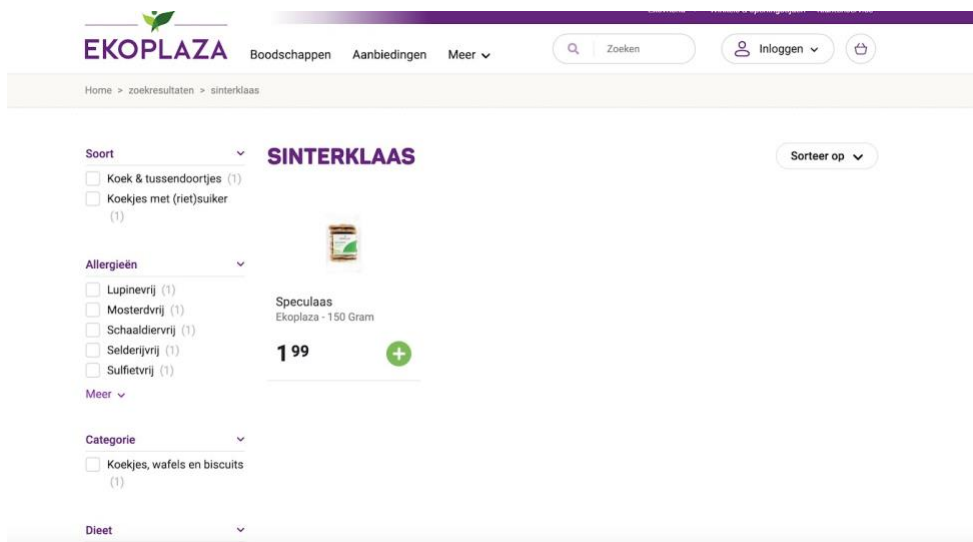 EKOPLAZA
Boodschappen Aanbiedingen Meer
Zoeken
Inloggen
Home > zoekresultaten > sinterklaas
Soort
Koek & tussendoortjes (1)
Koekjes met (riet)suiker
(1)
Allergieën
Lupinevrij (1)
Mosterdvrij (1)
Schaaldiervrij (1)
Selderijvrij (1)
Sulfietvrij (1)
Meer
Categorie
Koekjes, wafels en biscuits
(1)
Dieet
SINTERKLAAS
Sorteer op
Speculaas
Ekoplaza - 150 Gram
1 99